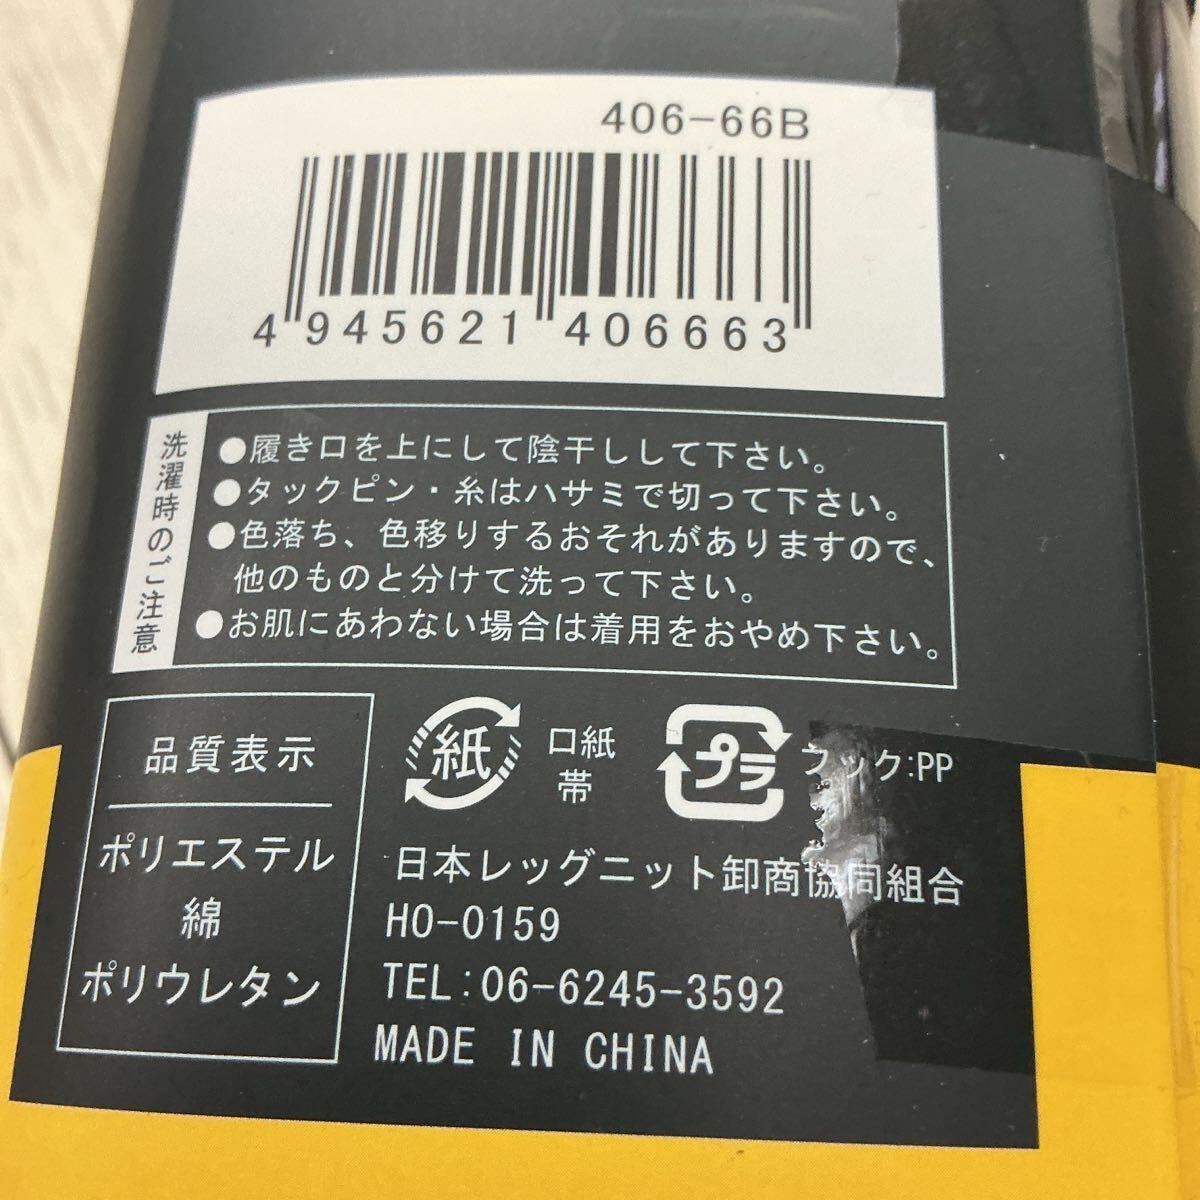 406-66B
4 945621 406663
洗濯時のご注意
●履き口を上にして陰干しして下さい。
●タックピン・糸はハサミで切って下さい。
●色落ち、色移りするおそれがありますので、
他のものと分けて洗って下さい。
●お肌にあわない場合は着用をおやめ下さい。
品質表示
ポリエステル
綿
ポリウレタン
紙
口紙
帯
プラ
フック:PP
日本レッグニット卸商協同組合
HO-0159
TEL:06-6245-3592
MADE IN CHINA